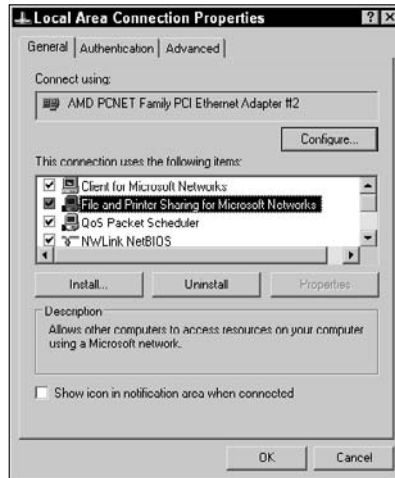 Local Area Connection Properties
General Authentication Advanced
Connect using:
AMD PCNET Family PCI Ethernet Adapter #2
Configure...
This connection uses the following items:
Client for Microsoft Networks
File and Printer Sharing for Microsoft Networks
QoS Packet Scheduler
NWLink NetBIOS
Install... Uninstall Properties
Description
Allows other computers to access resources on your computer
using a Microsoft network.
Show icon in notification area when connected
OK Cancel